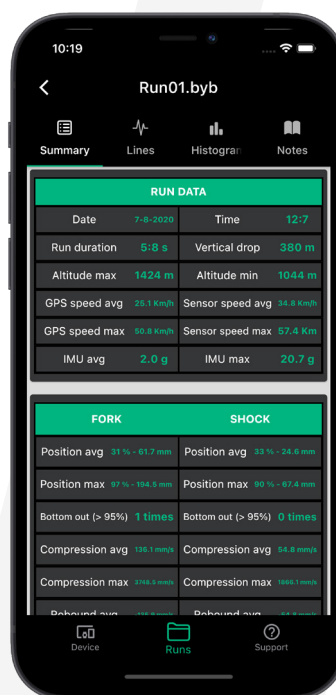 10:19
Run01.byb
Summary Lines Histogran Notes
RUN DATA
Date 7-8-2020 Time 12:7
Run duration 5:8 s Vertical drop 380 m
Altitude max 1424 m Altitude min 1044 m
GPS speed avg 25.1 Km/h Sensor speed avg 34.8 Km/h
GPS speed max 50.8 Km/h Sensor speed max 57.4 Km
IMU avg 2.0 g IMU max 20.7 g
FORK SHOCK
Position avg 31 % - 61.7 mm Position avg 33 % - 24.6 mm
Position max 97 % - 194.5 mm Position max 90 % - 67.4 mm
Bottom out (> 95%) 1 times Bottom out (> 95%) 0 times
Compression avg 136.1 mm/s Compression avg 54.8 mm/s
Compression max Compression max
Rebound avg Rebound avg
Device Runs Support